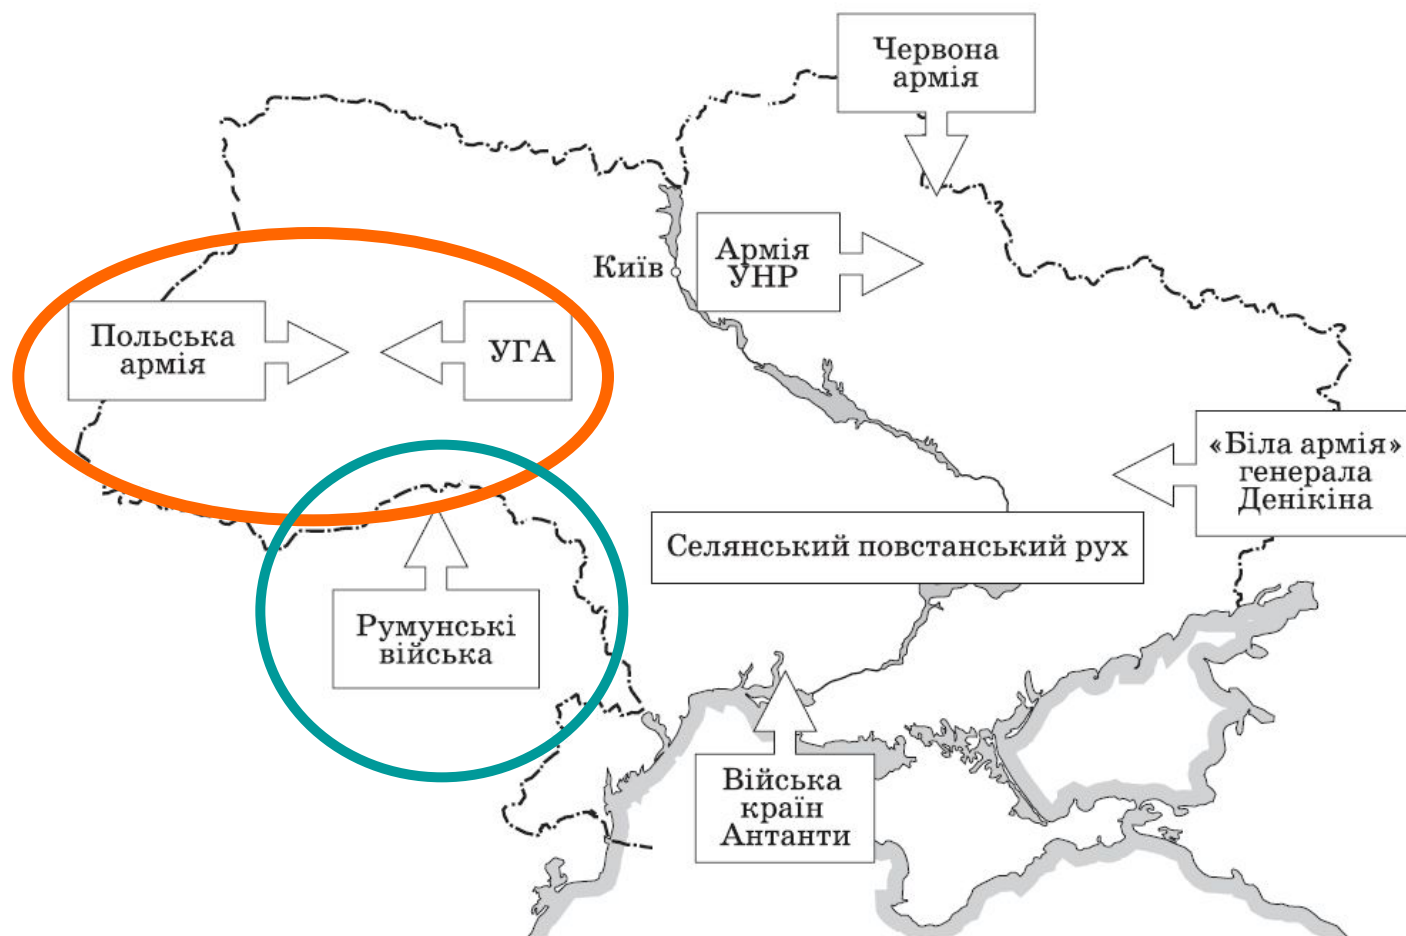 Червона
армія
Армія
УНР
Київ
Польська
армія
УГА
«Біла армія»
генерала
Денікіна
Селянський повстанський рух
Румунські
війська
Війська
країн
Антанти